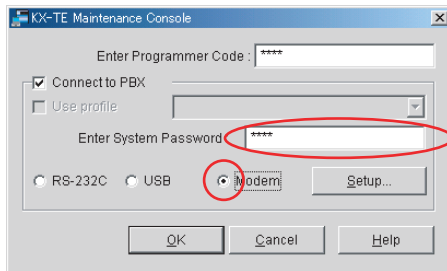 KX-TE Maintenance Console
Enter Programmer Code : ****
Connect to PBX
Use profile
Enter System Password ****
RS-232C USB Modem Setup...
OK Cancel Help